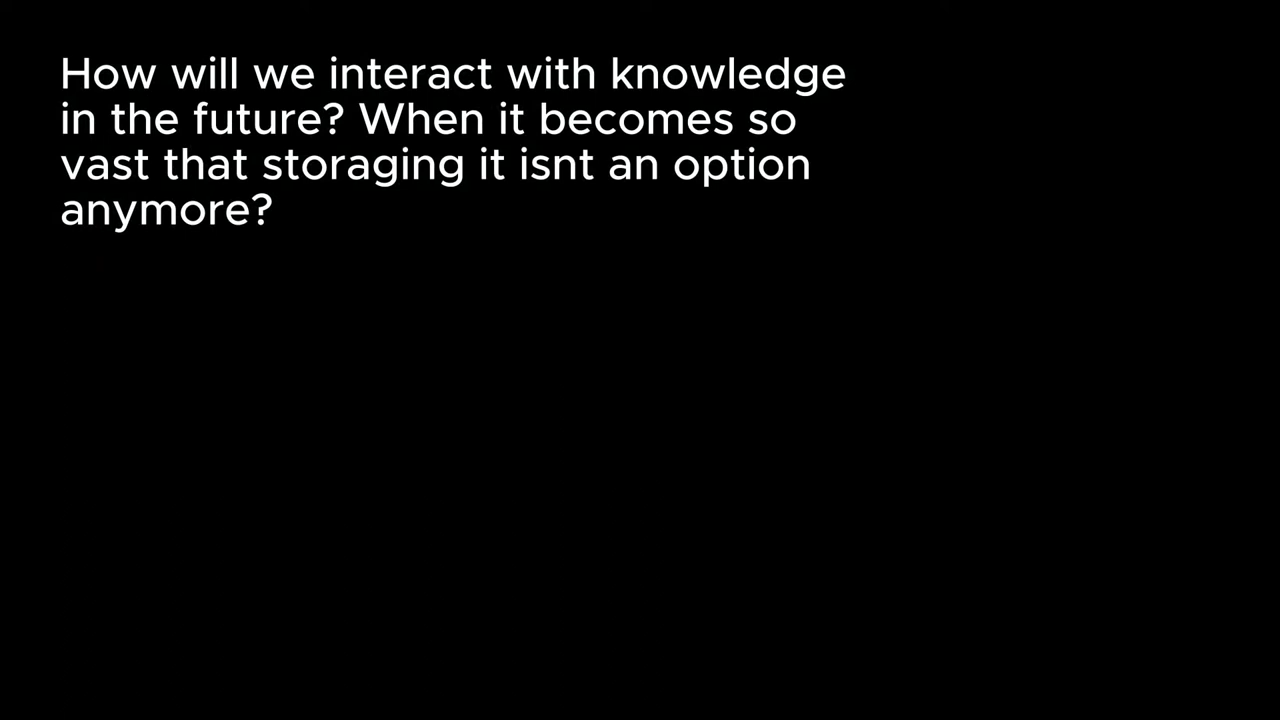 How will we interact with knowledge
in the future? When it becomes so
vast that storaging it isnt an option
anymore?